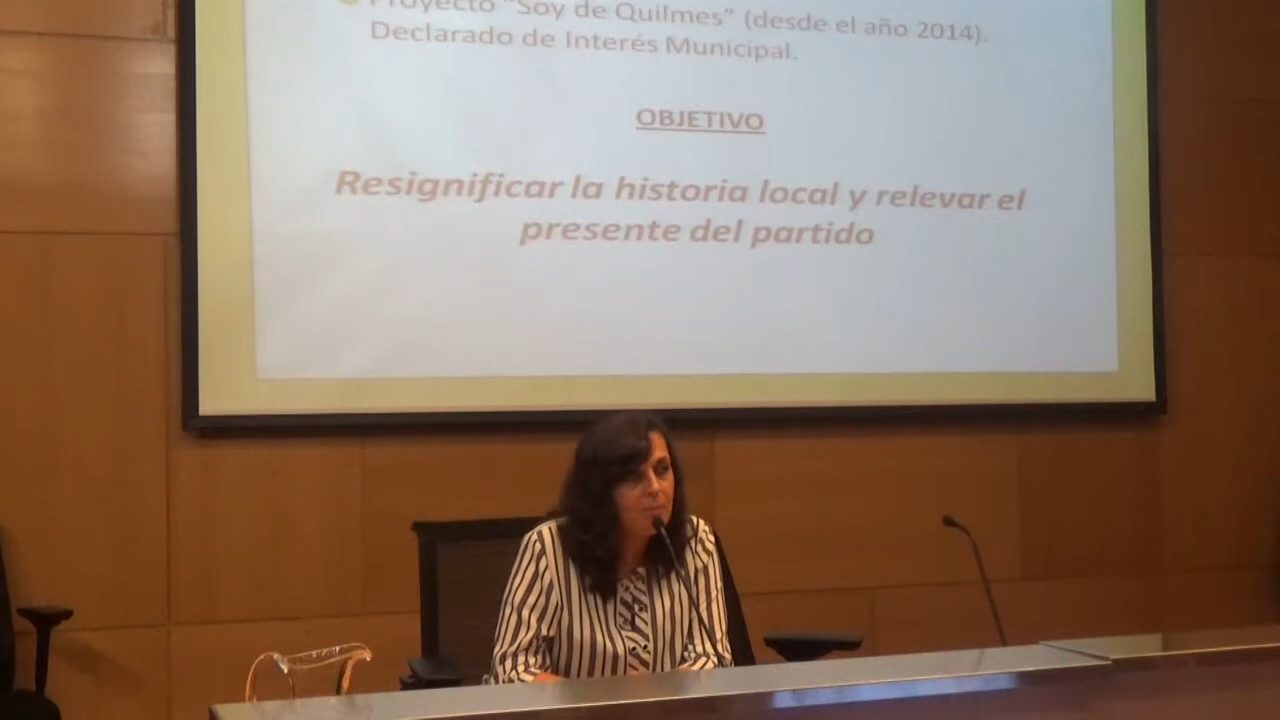 Proyecto "Soy de Quilmes" (desde el año 2014).
Declarado de Interés Municipal.
OBJETIVO
Resignificar la historia local y relevar el
presente del partido